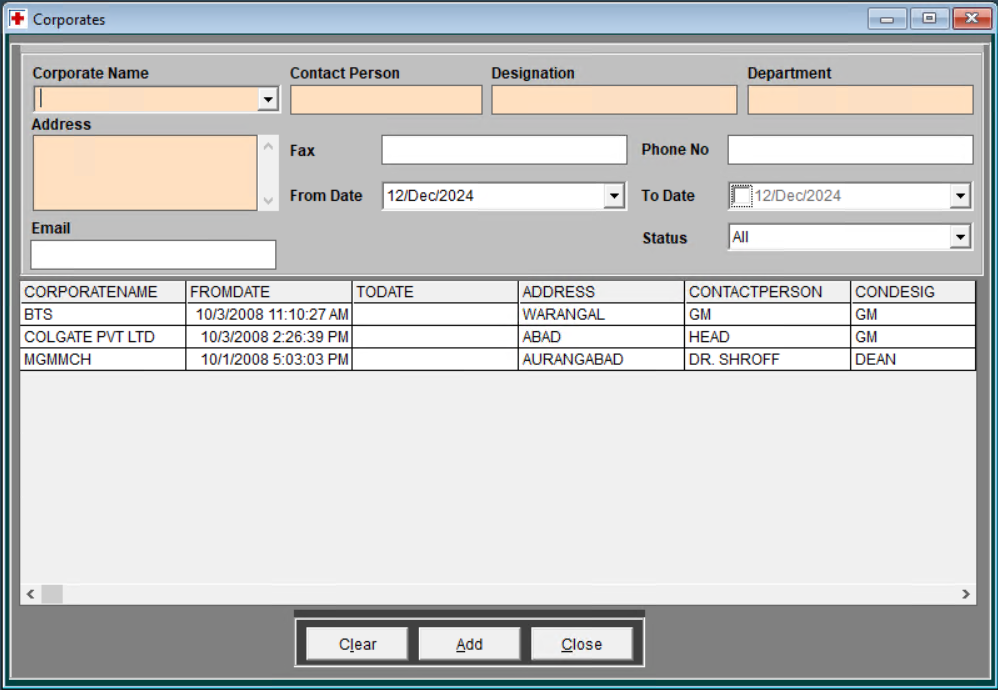 Corporates
Corporate Name Contact Person Designation Department
Address
Fax Phone No
From Date 12/Dec/2024 To Date 12/Dec/2024
Email
Status All
CORPORATENAME FROMDATE TODATE ADDRESS CONTACTPERSON CONDESIG
BTS 10/3/2008 11:10:27 AM WARANGAL GM GM
COLGATE PVT LTD 10/3/2008 2:26:39 PM ABAD HEAD GM
MGMMCH 10/1/2008 5:03:03 PM AURANGABAD DR. SHROFF DEAN
Clear Add Close